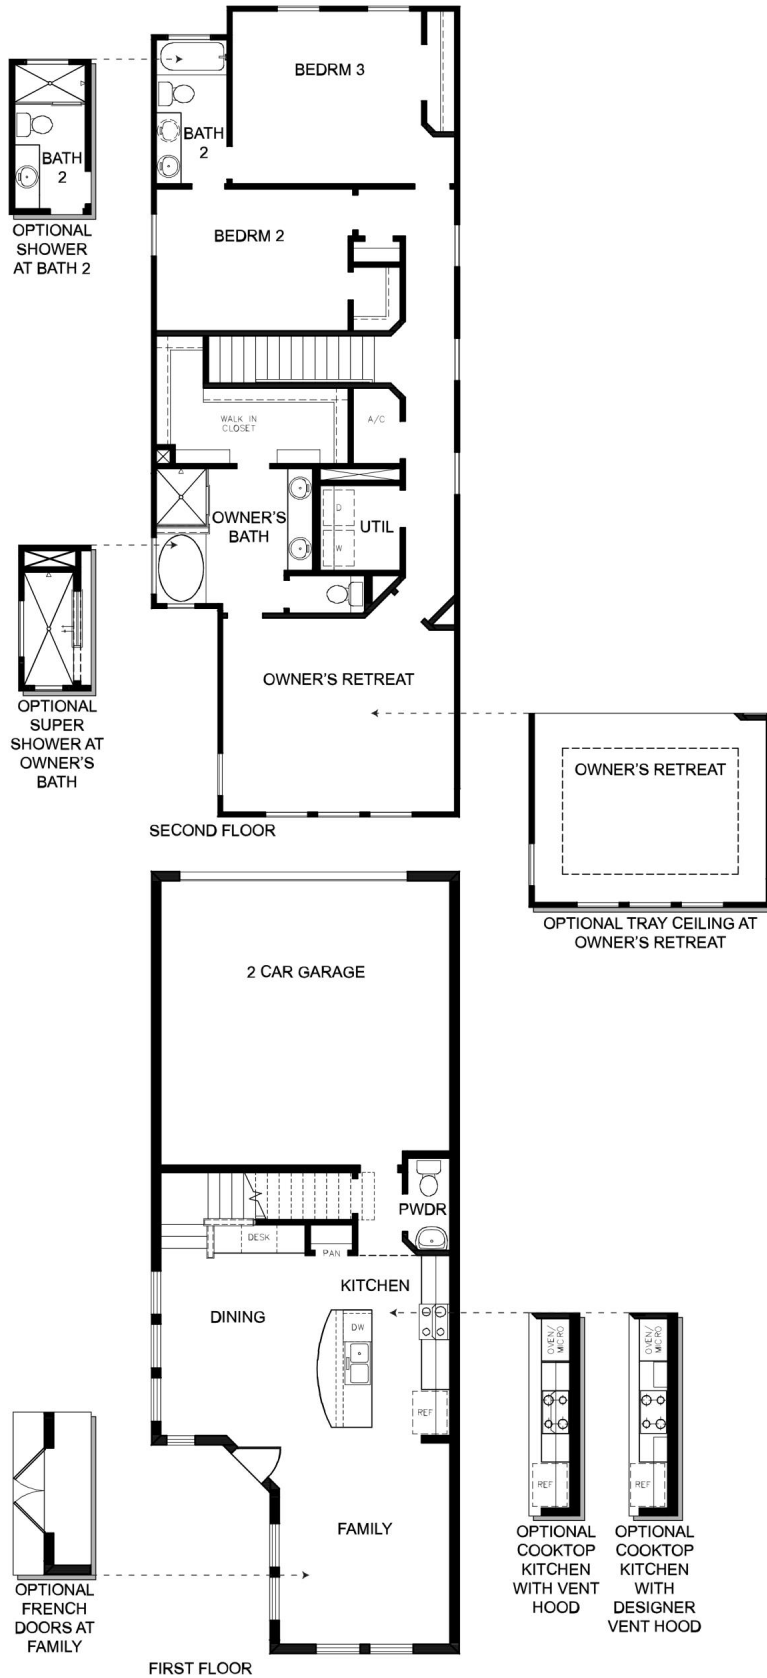 BEDRM 3
BATH
2
BATH
2
OPTIONAL
SHOWER
AT BATH 2
BEDRM 2
WALK IN
CLOSET
A/C
OWNER'S
BATH
D
W
UTIL
OPTIONAL
SUPER
SHOWER AT
OWNER'S
BATH
OWNER'S RETREAT
SECOND FLOOR
OWNER'S RETREAT
OPTIONAL TRAY CEILING AT
OWNER'S RETREAT
2 CAR GARAGE
PWDR
DESK
PAN
KITCHEN
DINING
DW
REF
FAMILY
OVEN/
MICRO
REF
OPTIONAL
COOKTOP
KITCHEN
WITH VENT
HOOD
OVEN/
MICRO
REF
OPTIONAL
COOKTOP
KITCHEN
WITH
DESIGNER
VENT HOOD
OPTIONAL
FRENCH
DOORS AT
FAMILY
FIRST FLOOR